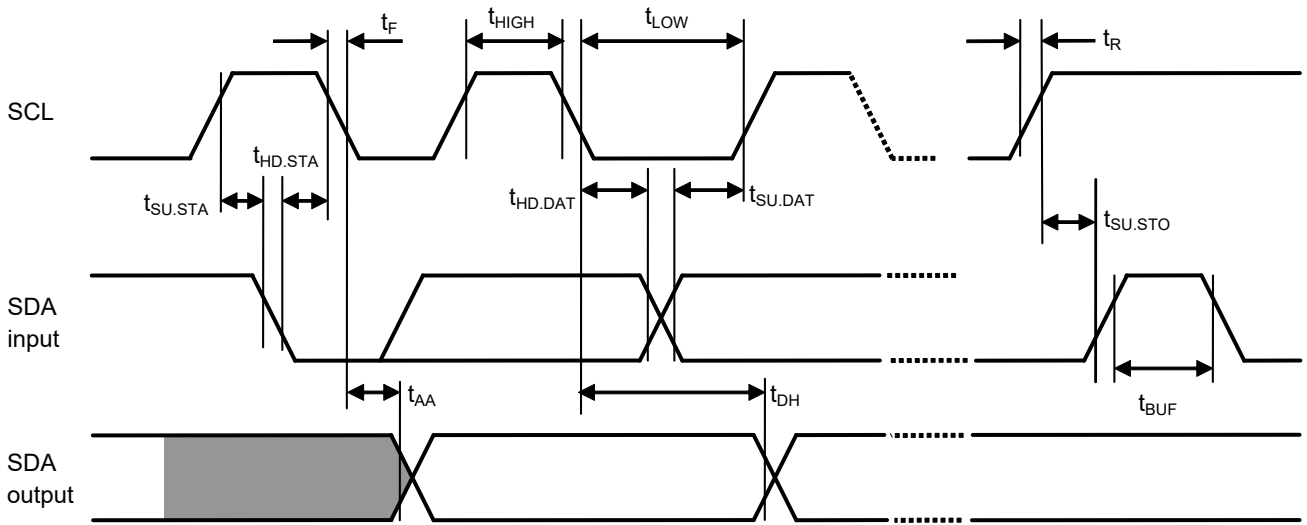 tF
tHIGH
tLOW
tR
SCL
tHD.STA
tSU.STA
tHD.DAT
tSU.DAT
tSU.STO
SDA
input
tAA
tDH
tBUF
SDA
output